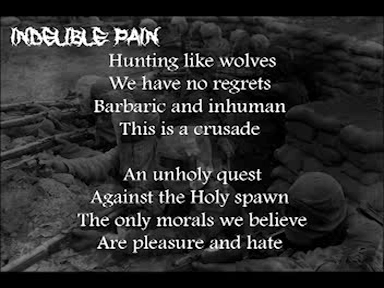 INDELIBLE PAIN
Hunting like wolves
We have no regrets
Barbaric and inhuman
This is a crusade
An unholy quest
Against the Holy spawn
The only morals we believe
Are pleasure and hate